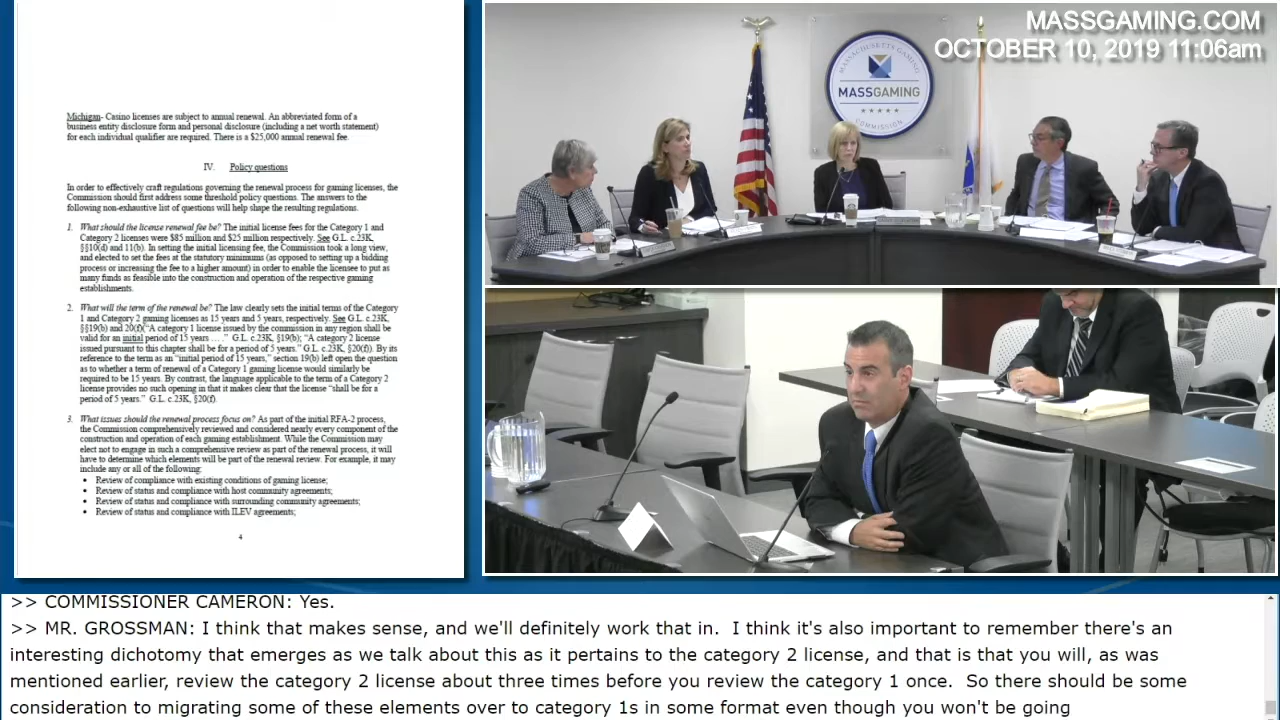 Michigan- Casino licenses are subject to annual renewal. An abbreviated form of a
business entity disclosure form and personal disclosure (including a net worth statement)
for each individual qualifier are required. There is a $25,000 annual renewal fee.
IV. Policy questions
In order to effectively craft regulations governing the renewal process for gaming licenses, the
Commission should first address some threshold policy questions. The answers to the
following non-exhaustive list of questions will help shape the resulting regulations.
1. What should the license renewal fee be? The initial license fees for the Category 1 and
Category 2 licenses were $85 million and $25 million respectively. See G.L. c.23K,
§§10(d) and 11(b). In setting the initial licensing fee, the Commission took a long view,
and elected to set the fees at the statutory minimums (as opposed to setting up a bidding
process or increasing the fee to a higher amount) in order to enable the licensee to put as
many funds as feasible into the construction and operation of the respective gaming
establishments.
2. What will the term of the renewal be? The law clearly sets the initial terms of the Category
1 and Category 2 gaming licenses as 15 years and 5 years, respectively. See G.L. c.23K,
§§19(b) and 20(f)("A category 1 license issued by the commission in any region shall be
valid for an initial period of 15 years . . . ." G.L. c.23K, §19(b); "A category 2 license
issued pursuant to this chapter shall be for a period of 5 years." G.L. c.23K, §20(f)). By its
reference to the term as an "initial period of 15 years," section 19(b) left open the question
as to whether a term of renewal of a Category 1 gaming license would similarly be
required to be 15 years. By contrast, the language applicable to the term of a Category 2
license provides no such opening in that it makes clear that the license "shall be for a
period of 5 years." G.L. c.23K, §20(f).
3. What issues should the renewal process focus on? As part of the initial RFA-2 process,
the Commission comprehensively reviewed and considered nearly every component of the
construction and operation of each gaming establishment. While the Commission may
elect not to engage in such a comprehensive review as part of the renewal process, it will
have to determine which elements will be part of the renewal review. For example, it may
include any or all of the following:
• Review of compliance with existing conditions of gaming license;
• Review of status and compliance with host community agreements;
• Review of status and compliance with surrounding community agreements;
• Review of status and compliance with ILEV agreements;
4
MASSGAMING.COM
OCTOBER 10, 2019 11:06am
MASSACHUSETTS GAMING
MASSGAMING
COMMISSION
>> COMMISSIONER CAMERON: Yes.
>> MR. GROSSMAN: I think that makes sense, and we'll definitely work that in. I think it's also important to remember there's an
interesting dichotomy that emerges as we talk about this as it pertains to the category 2 license, and that is that you will, as was
mentioned earlier, review the category 2 license about three times before you review the category 1 once. So there should be some
consideration to migrating some of these elements over to category 1s in some format even though you won't be going